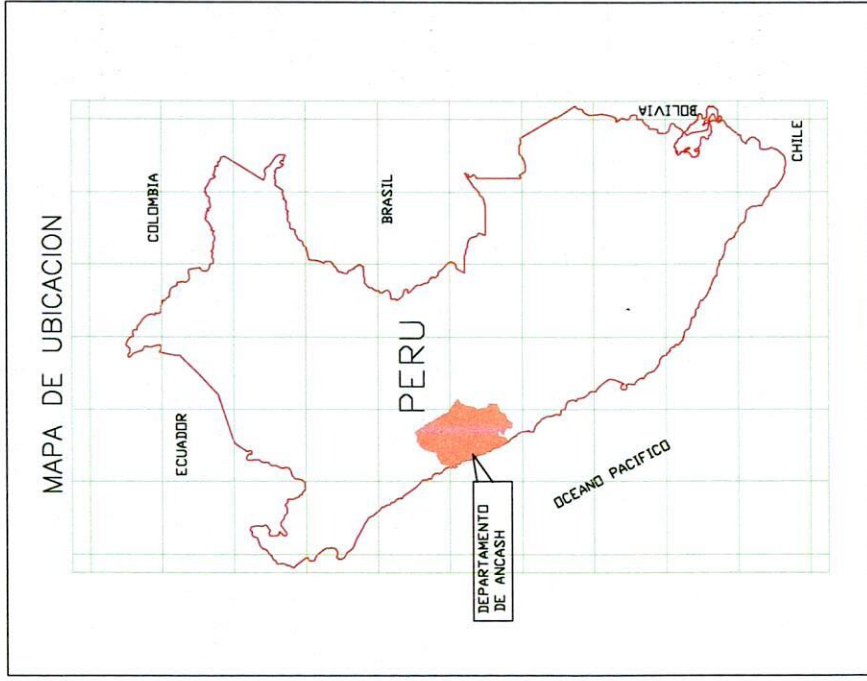 MAPA DE UBICACION
COLOMBIA
ECUADOR
BRASIL
PERU
BOLIVIA
CHILE
DEPARTAMENTO
DE ANCASH
OCEANO PACIFICO